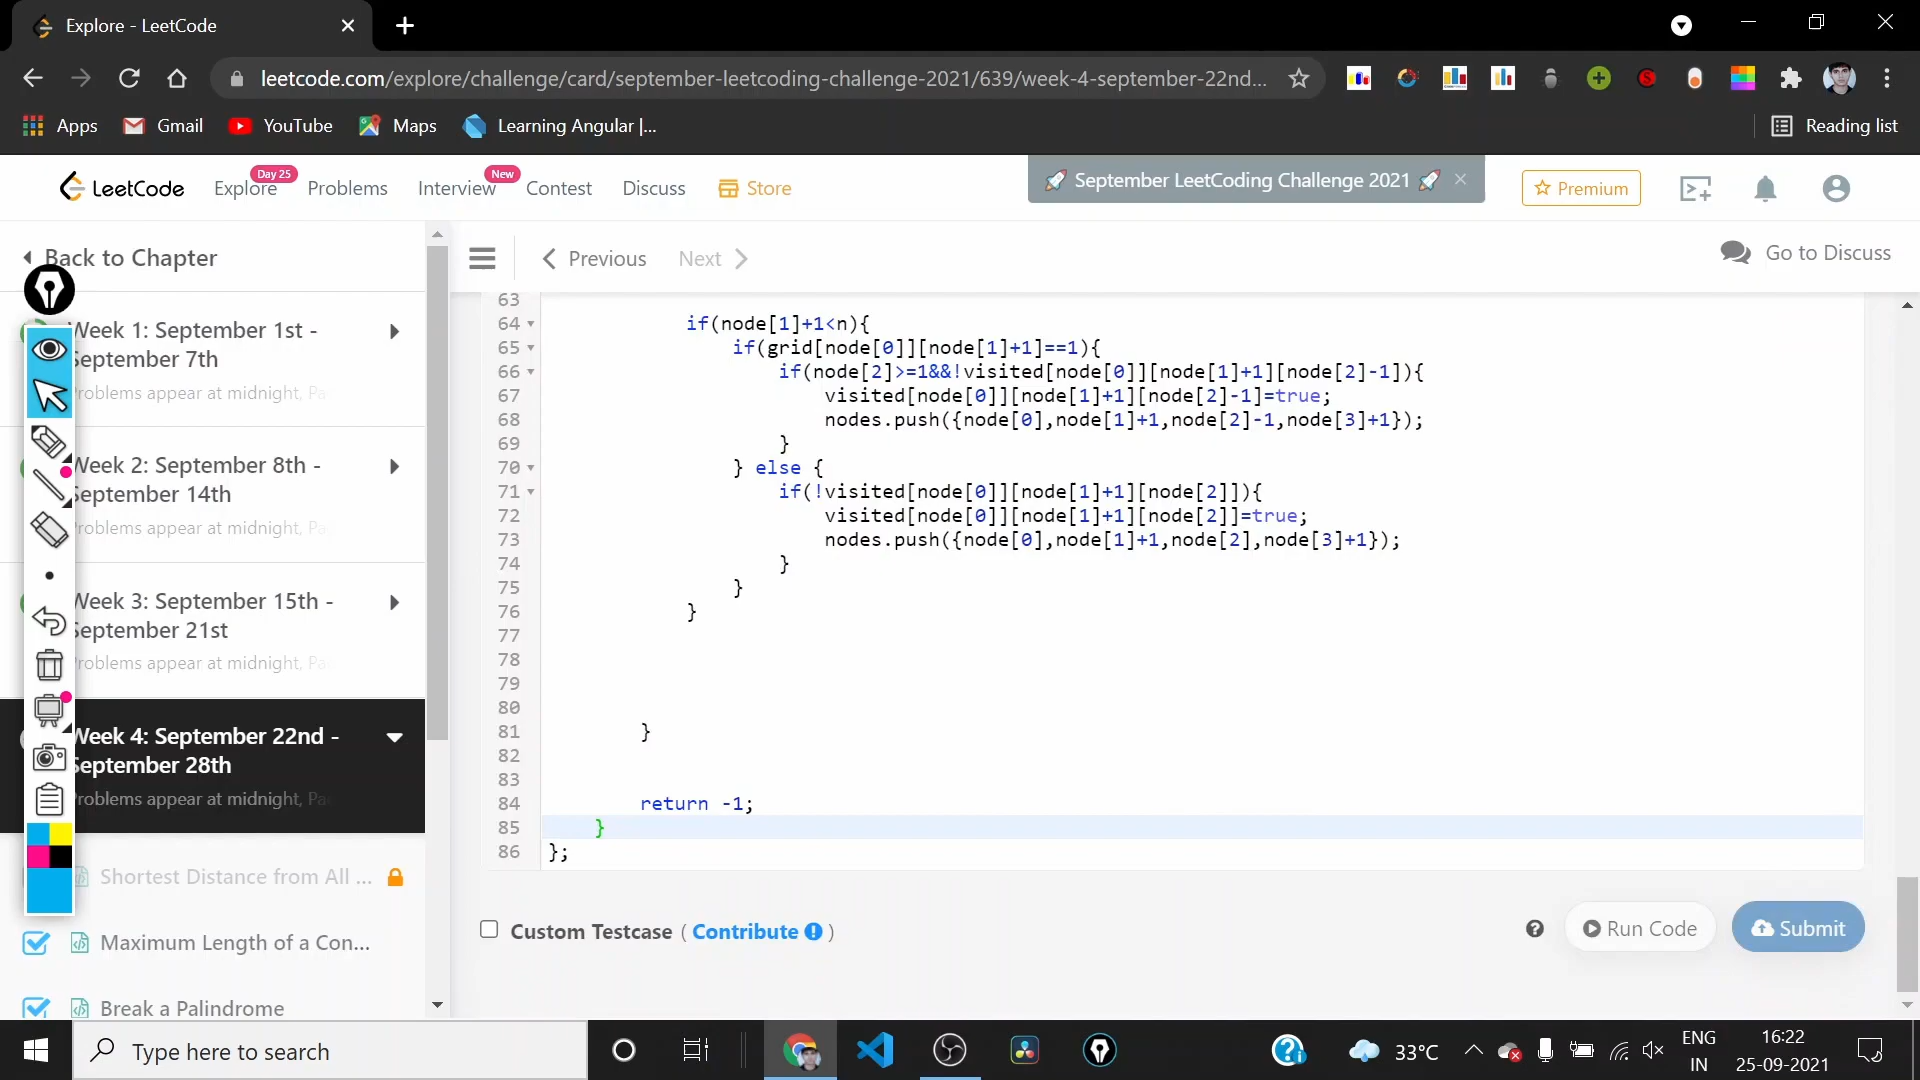 Explore - LeetCode
leetcode.com/explore/challenge/card/september-leetcoding-challenge-2021/639/week-4-september-22nd...
Apps
Gmail
YouTube
Maps
Learning Angular |...
Reading list
LeetCode
Explore
Day 25
Problems
Interview
New
Contest
Discuss
Store
🚀 September LeetCoding Challenge 2021 🚀
Premium
Back to Chapter
Previous
Next
Go to Discuss
Week 1: September 1st -
September 7th
Problems appear at midnight, Pa
Week 2: September 8th -
September 14th
Problems appear at midnight, Pa
Week 3: September 15th -
September 21st
Problems appear at midnight, Pa
Week 4: September 22nd -
September 28th
Problems appear at midnight, Pa
Shortest Distance from All ...
Maximum Length of a Con...
Break a Palindrome
63
64 if(node[1]+1<n){
65 if(grid[node[0]][node[1]+1]==1){
66 if(node[2]>=1&&!visited[node[0]][node[1]+1][node[2]-1]){
67 visited[node[0]][node[1]+1][node[2]-1]=true;
68 nodes.push({node[0],node[1]+1,node[2]-1,node[3]+1});
69 }
70 } else {
71 if(!visited[node[0]][node[1]+1][node[2]]){
72 visited[node[0]][node[1]+1][node[2]]=true;
73 nodes.push({node[0],node[1]+1,node[2],node[3]+1});
74 }
75 }
76 }
77
78
79
80
81 }
82
83
84 return -1;
85 }
86 };
Custom Testcase ( Contribute )
Run Code
Submit
Type here to search
33°C
ENG
IN
16:22
25-09-2021